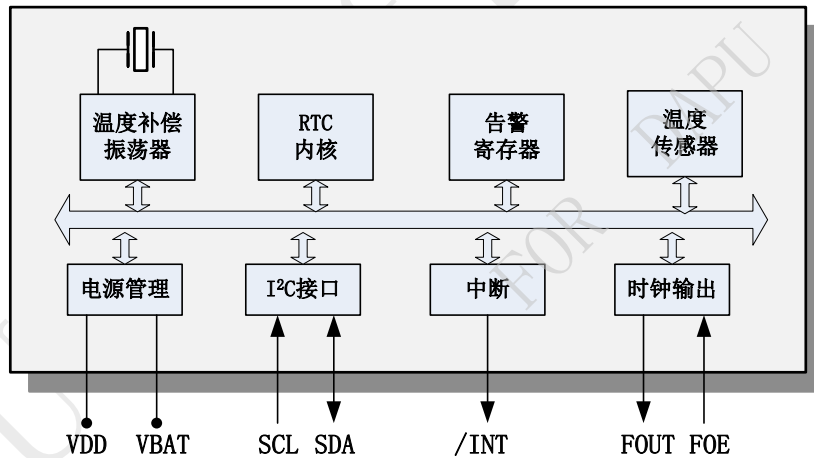 温度补偿
振荡器
RTC
内核
告警
寄存器
温度
传感器
电源管理
I²C接口
中断
时钟输出
VDD VBAT SCL SDA /INT FOUT FOE
FOR DAPU